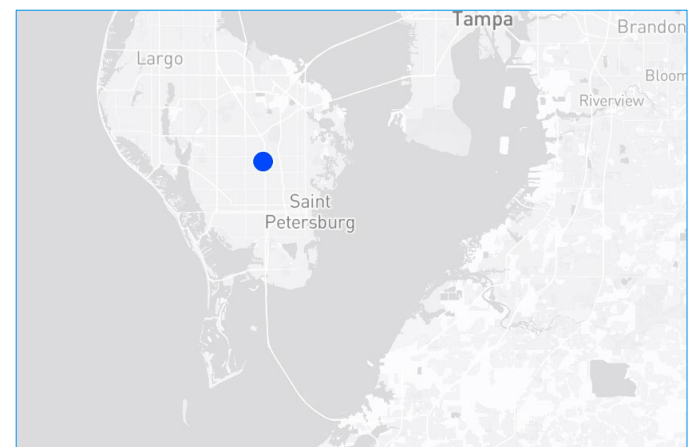 Tampa
Brandon
Largo
Bloom
Riverview
Saint
Petersburg